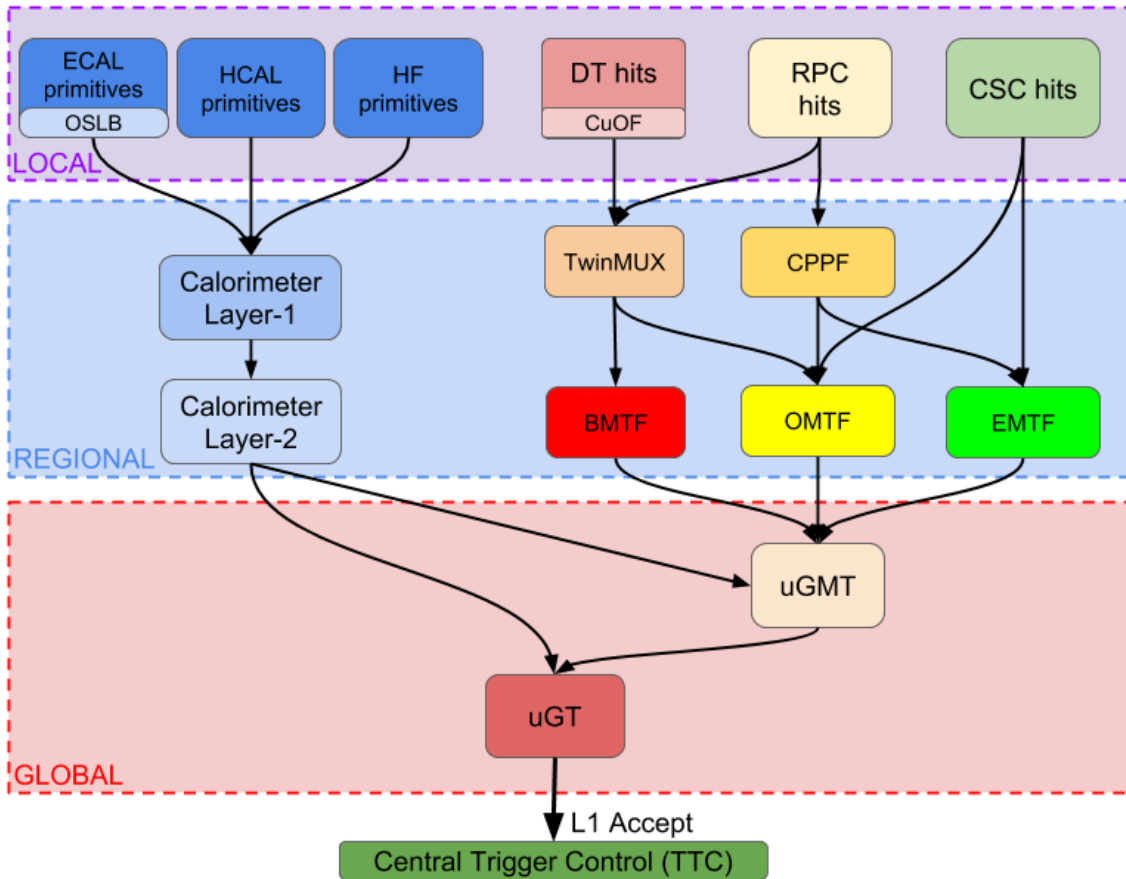 ECAL
primitives
OSLB
HCAL
primitives
HF
primitives
DT hits
CuOF
RPC
hits
CSC hits
LOCAL
Calorimeter
Layer-1
TwinMUX
CPPF
Calorimeter
Layer-2
BMTF
OMTF
EMTF
REGIONAL
uGMT
uGT
GLOBAL
L1 Accept
Central Trigger Control (TTC)